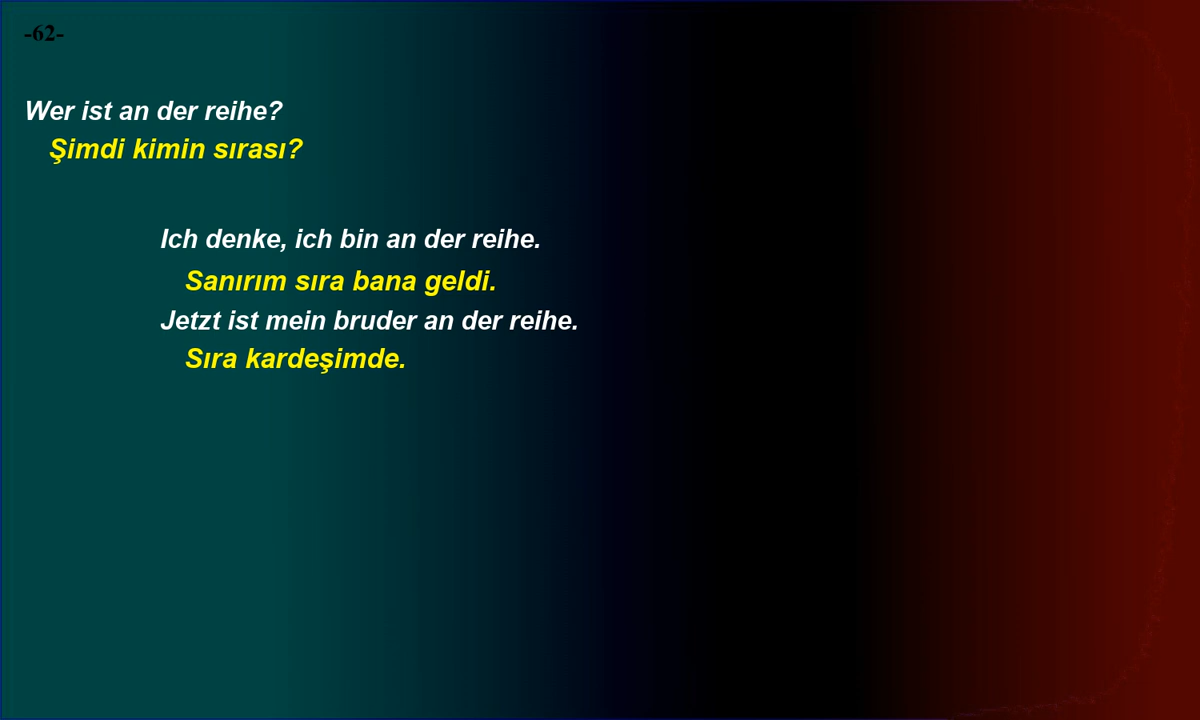 -62-
Wer ist an der reihe?
Şimdi kimin sırası?
Ich denke, ich bin an der reihe.
Sanırım sıra bana geldi.
Jetzt ist mein bruder an der reihe.
Sıra kardeşimde.